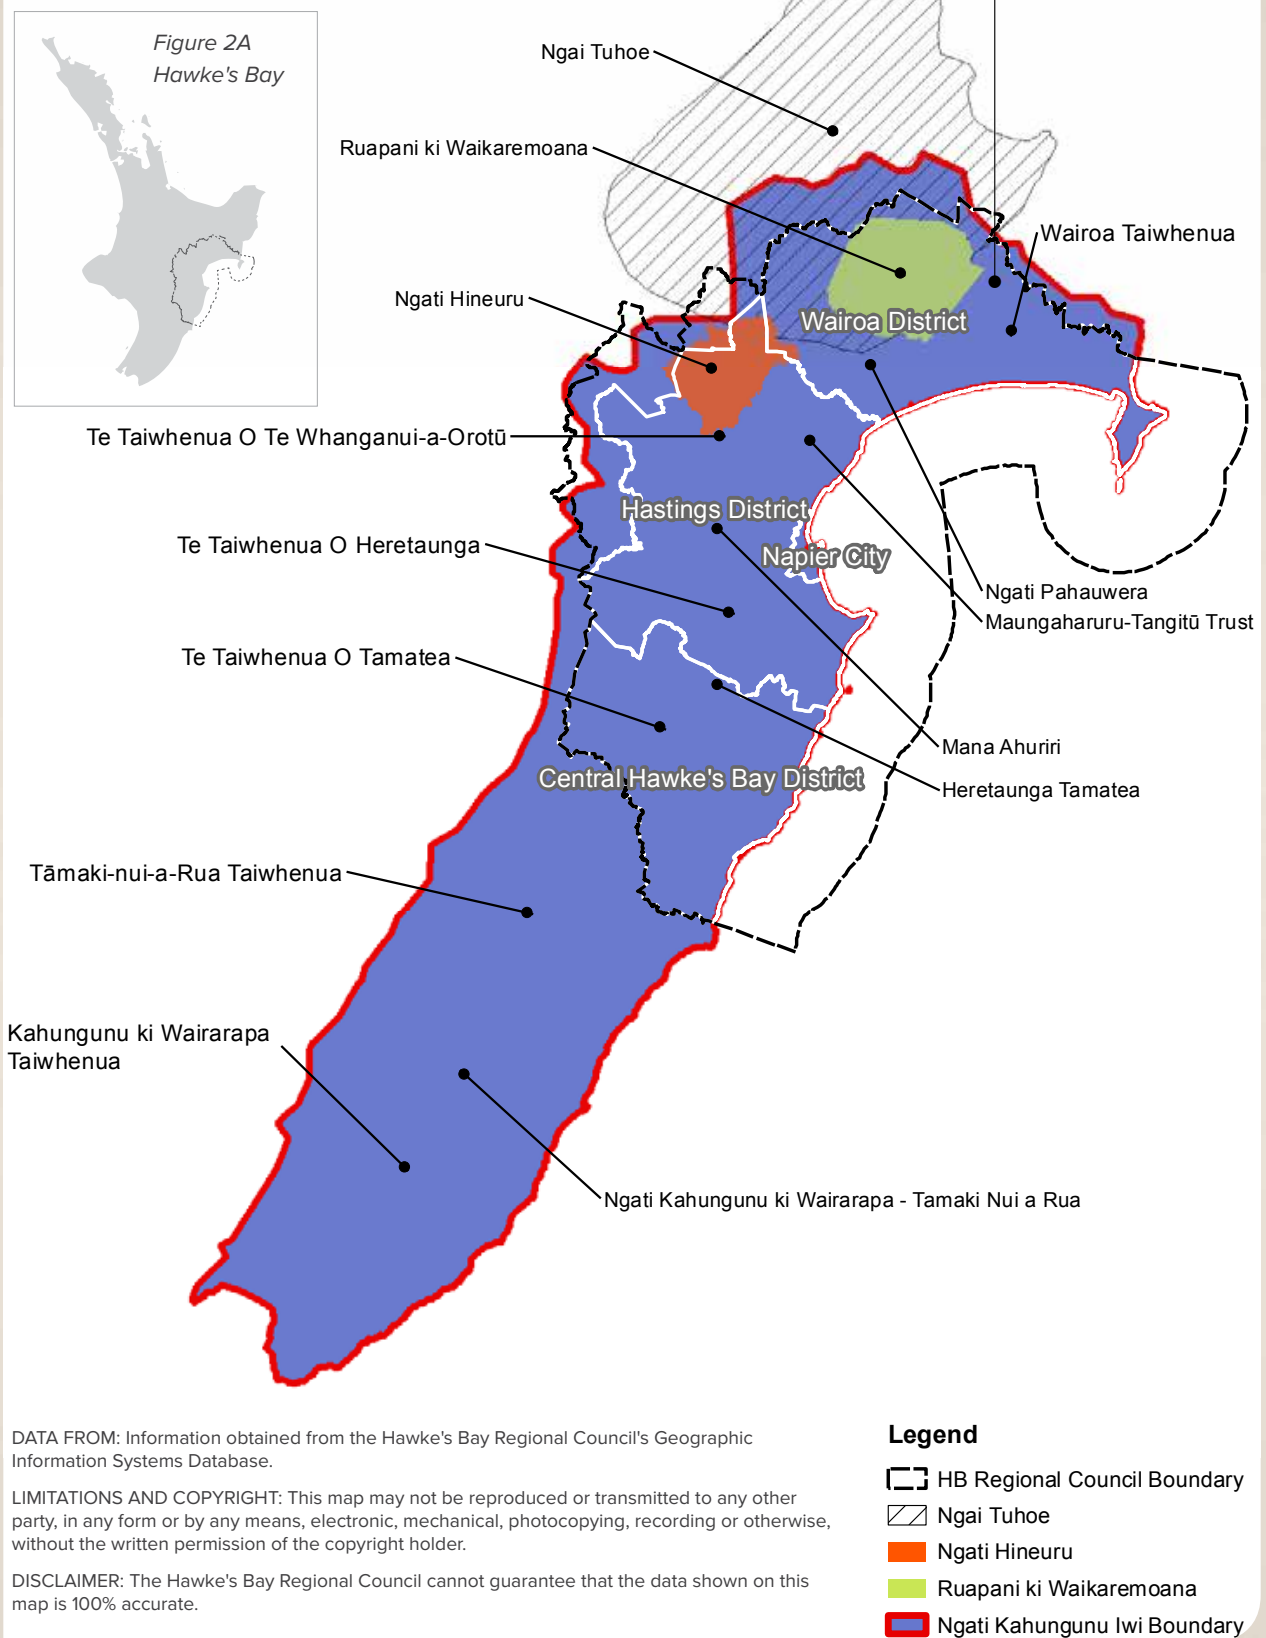 Figure 2A
Hawke's Bay
Ngai Tuhoe
Ruapani ki Waikaremoana
Wairoa Taiwhenua
Ngati Hineuru
Wairoa District
Te Taiwhenua O Te Whanganui-a-Orotū
Hastings District
Te Taiwhenua O Heretaunga
Napier City
Ngati Pahauwera
Maungaharuru-Tangitū Trust
Te Taiwhenua O Tamatea
Mana Ahuriri
Central Hawke's Bay District
Heretaunga Tamatea
Tāmaki-nui-a-Rua Taiwhenua
Kahungunu ki Wairarapa
Taiwhenua
Ngati Kahungunu ki Wairarapa - Tamaki Nui a Rua
DATA FROM: Information obtained from the Hawke's Bay Regional Council's Geographic
Information Systems Database.
LIMITATIONS AND COPYRIGHT: This map may not be reproduced or transmitted to any other
party, in any form or by any means, electronic, mechanical, photocopying, recording or otherwise,
without the written permission of the copyright holder.
DISCLAIMER: The Hawke's Bay Regional Council cannot guarantee that the data shown on this
map is 100% accurate.
Legend
HB Regional Council Boundary
Ngai Tuhoe
Ngati Hineuru
Ruapani ki Waikaremoana
Ngati Kahungunu Iwi Boundary